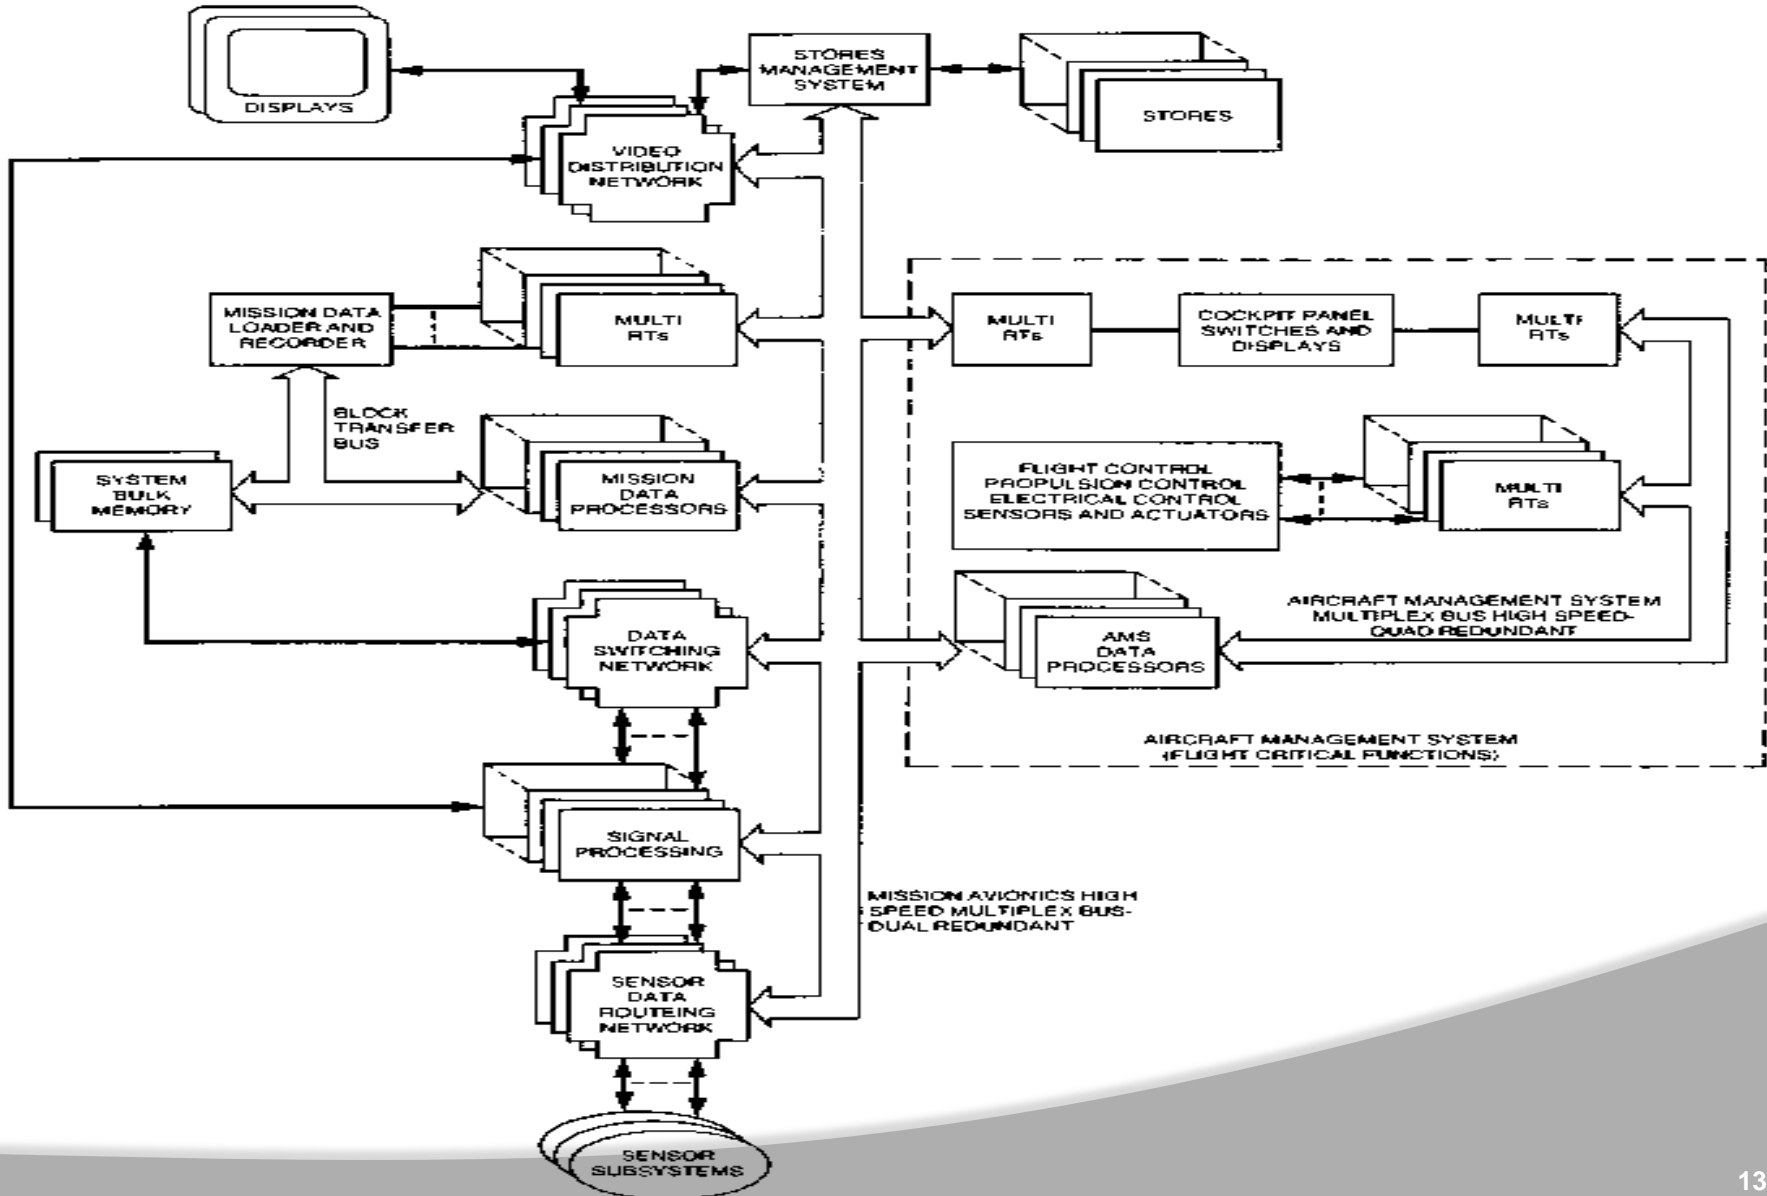 DISPLAYS
STORES
MANAGEMENT
SYSTEM
STORES
VIDEO
DISTRIBUTION
NETWORK
MISSION DATA
LOADER AND
RECORDER
MULTI
RTs
MULTI
RTs
COCKPIT PANEL
SWITCHES AND
DISPLAYS
MULTI
RTs
BLOCK
TRANSFER
BUS
SYSTEM
BULK
MEMORY
MISSION
DATA
PROCESSORS
FLIGHT CONTROL
PROPULSION CONTROL
ELECTRICAL CONTROL
SENSORS AND ACTUATORS
MULTI
RTs
DATA
SWITCHING
NETWORK
AMS
DATA
PROCESSORS
AIRCRAFT MANAGEMENT SYSTEM
MULTIPLEX BUS HIGH SPEED-
QUAD REDUNDANT
AIRCRAFT MANAGEMENT SYSTEM
(FLIGHT CRITICAL FUNCTIONS)
SIGNAL
PROCESSING
MISSION AVIONICS HIGH
SPEED MULTIPLEX BUS-
DUAL REDUNDANT
SENSOR
DATA
ROUTEING
NETWORK
SENSOR
SUBSYSTEMS
13